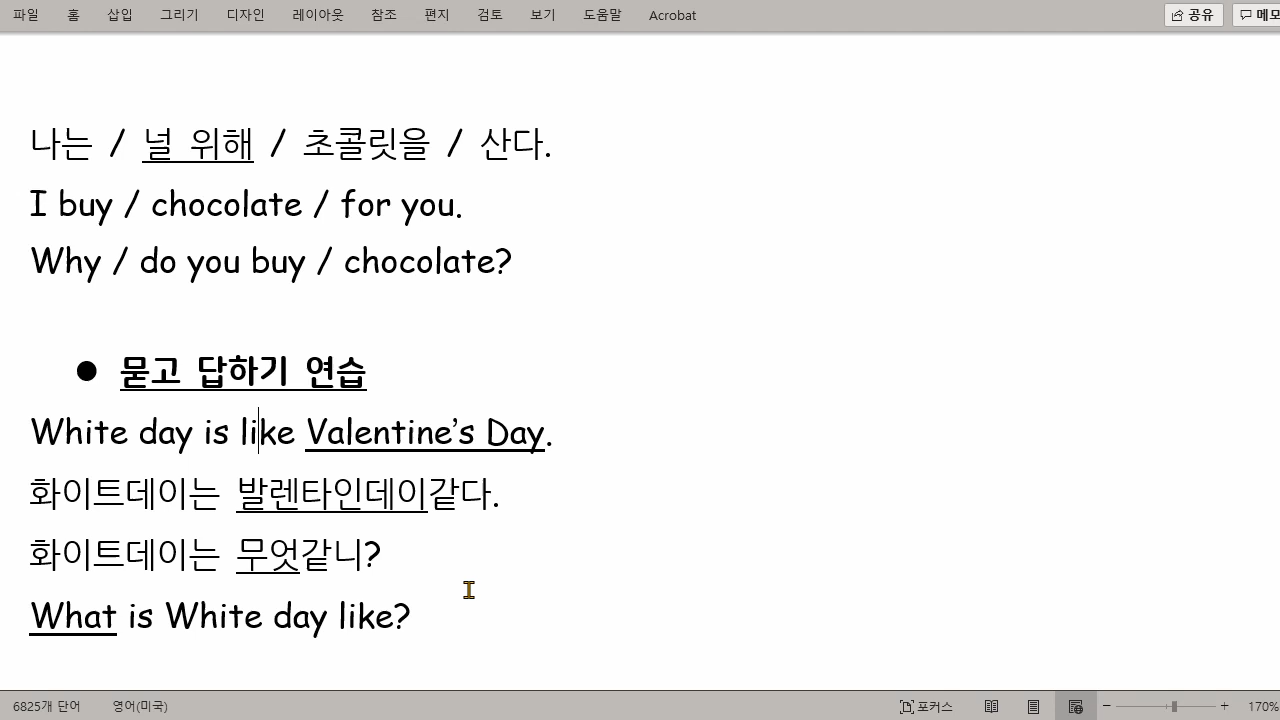 파일 홈 삽입 그리기 디자인 레이아웃 참조 편지 검토 보기 도움말 Acrobat 공유 메모
나는 / 널 위해 / 초콜릿을 / 산다.
I buy / chocolate / for you.
Why / do you buy / chocolate?
● 묻고 답하기 연습
White day is like Valentine’s Day.
화이트데이는 발렌타인데이같다.
화이트데이는 무엇같니?
What is White day like?
6825개 단어 영어(미국) 포커스 170%